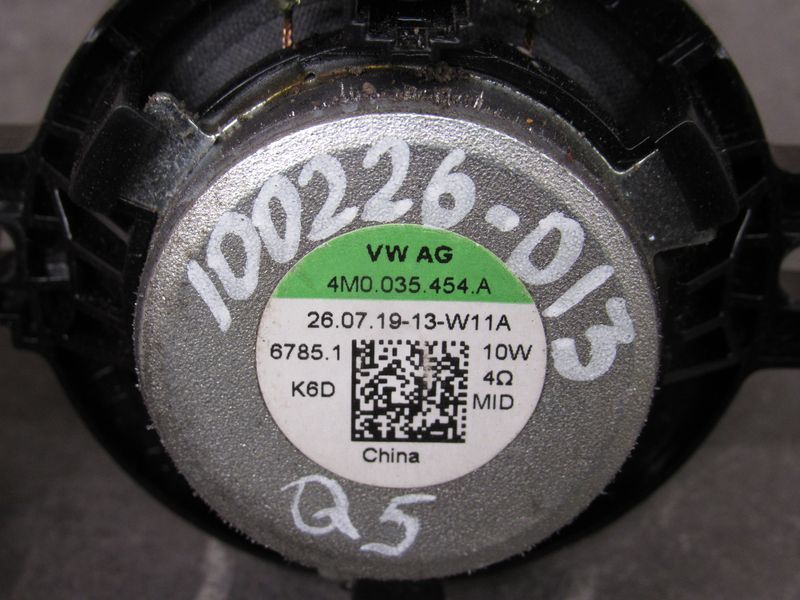 100226-D13
VW AG
4M0.035.454.A
26.07.19-13-W11A
6785.1 10W
4Ω
K6D MID
China
Q5